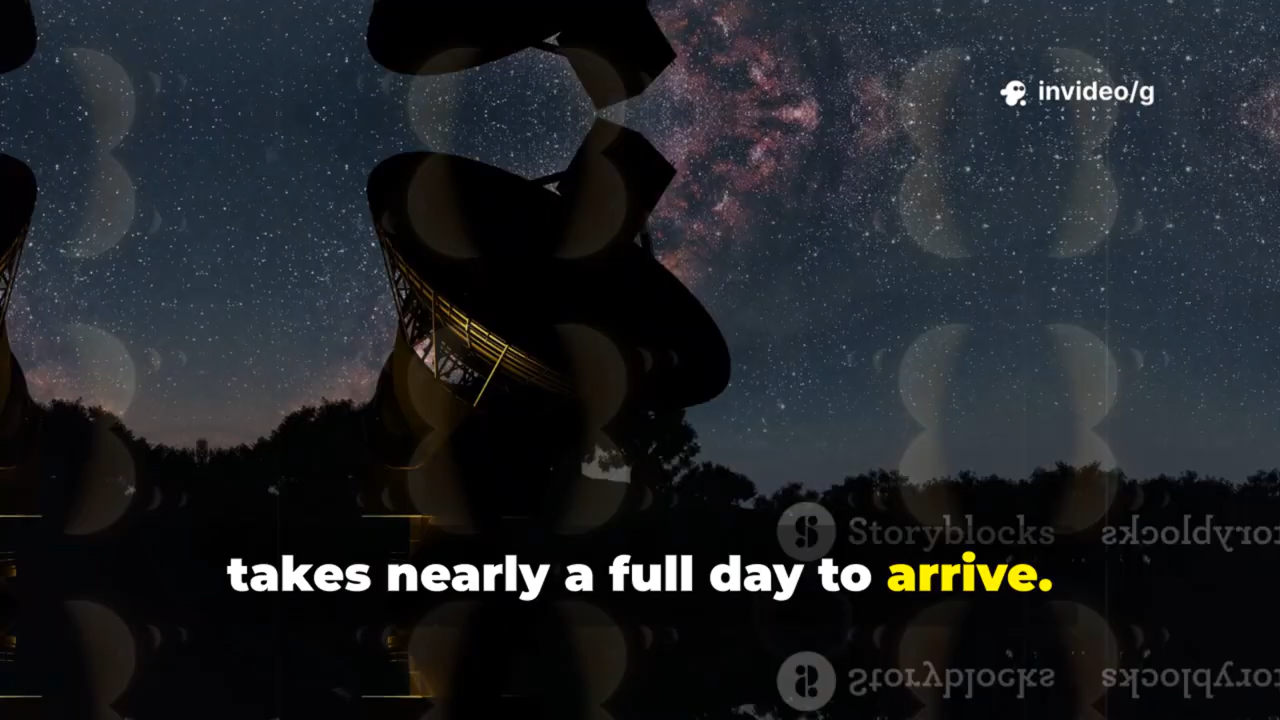 invideo/g
Storyblocks
takes nearly a full day to arrive.